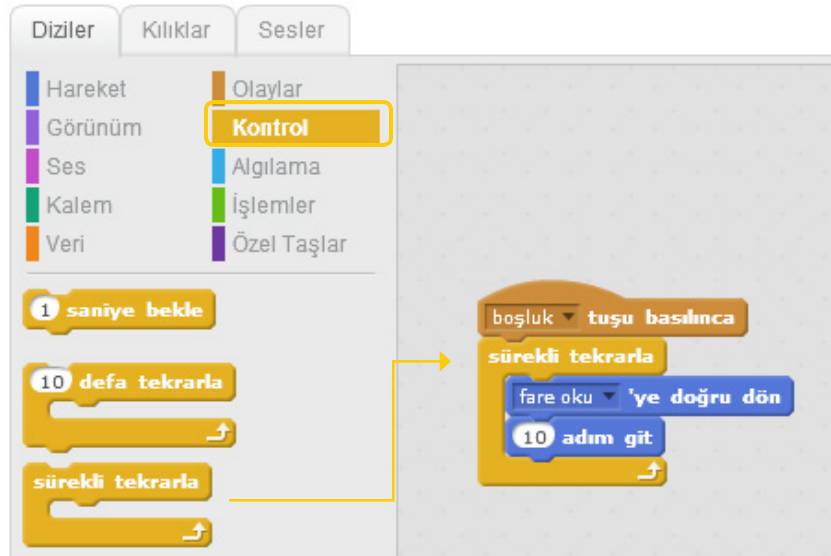 Diziler Kılıklar Sesler
Hareket Olaylar
Görünüm Kontrol
Ses Algılama
Kalem İşlemler
Veri Özel Taşlar
1 saniye bekle
10 defa tekrarla
sürekli tekrarla
boşluk tuşu basılınca
sürekli tekrarla
fare oku 'ye doğru dön
10 adım git